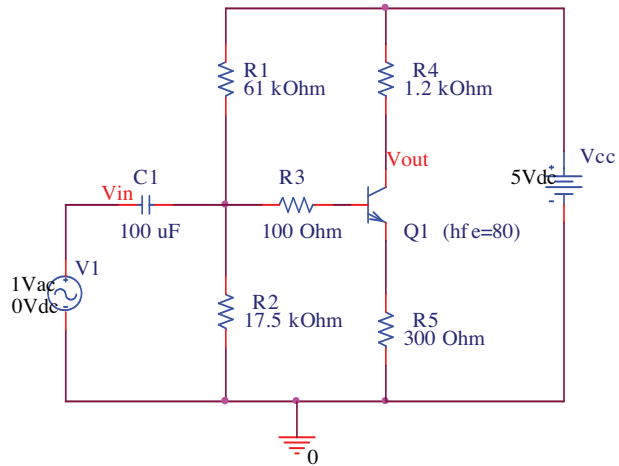 R1
61 kOhm
R4
1.2 kOhm
Vout
Vcc
5Vdc
C1
Vin
100 uF
R3
100 Ohm
Q1 (hfe=80)
V1
1Vac
0Vdc
R2
17.5 kOhm
R5
300 Ohm
0